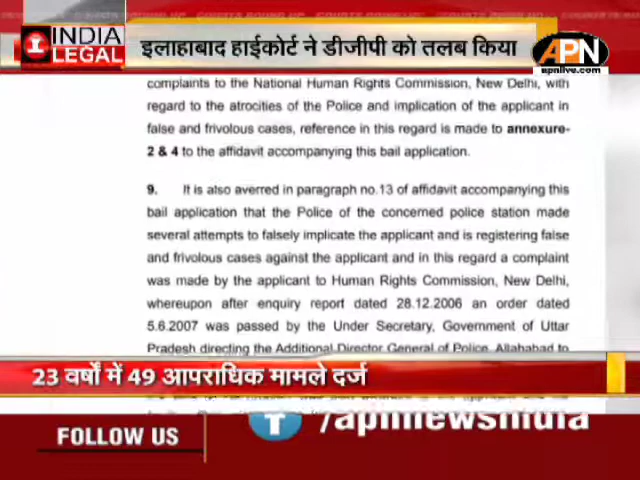 INDIA
LEGAL
इलाहाबाद हाईकोर्ट ने डीजीपी को तलब किया
APN
apnlive.com
complaints to the National Human Rights Commission, New Delhi, with
regard to the atrocities of the Police and implication of the applicant in
false and frivolous cases, reference in this regard is made to annexure-
2 & 4 to the affidavit accompanying this bail application.
9. It is also averred in paragraph no.13 of affidavit accompanying this
bail application that the Police of the concerned police station made
several attempts to falsely implicate the applicant and is registering false
and frivolous cases against the applicant and in this regard a complaint
was made by the applicant to Human Rights Commission, New Delhi,
whereupon after enquiry report dated 28.12.2006 an order dated
5.6.2007 was passed by the Under Secretary, Government of Uttar
Pradesh directing the Additional Director General of Police, Allahabad to
23 वर्षों में 49 आपराधिक मामले दर्ज
FOLLOW US
/apnnewsindia